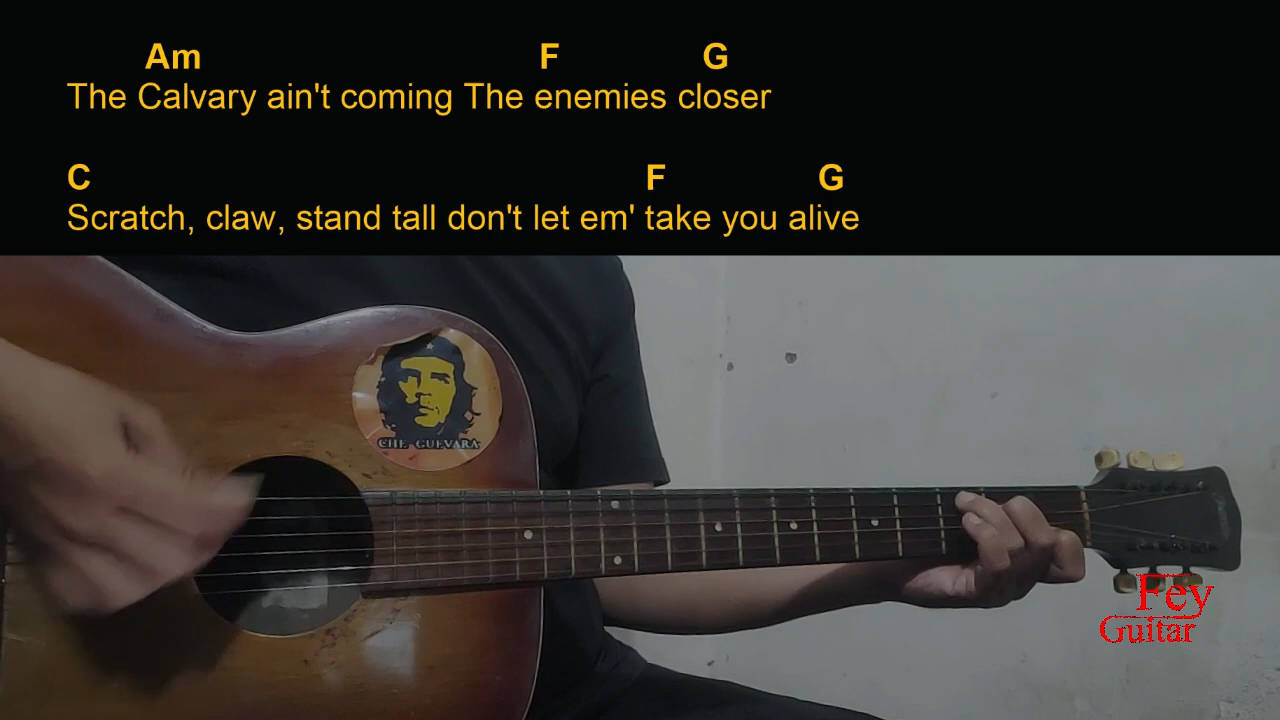 Am F G
The Calvary ain't coming The enemies closer
C F G
Scratch, claw, stand tall don't let em' take you alive
CHE GUEVARA
Fey
Guitar